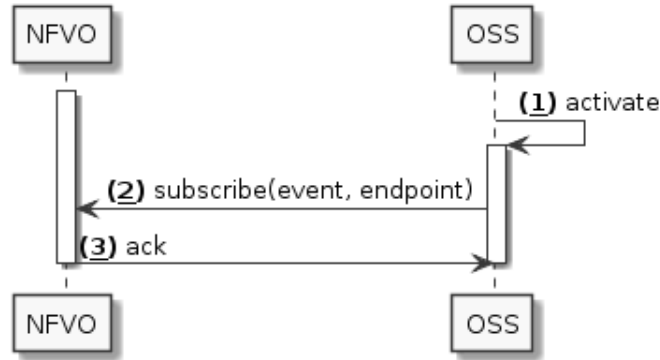 NFVO
OSS
(1) activate
(2) subscribe(event, endpoint)
(3) ack
NFVO
OSS